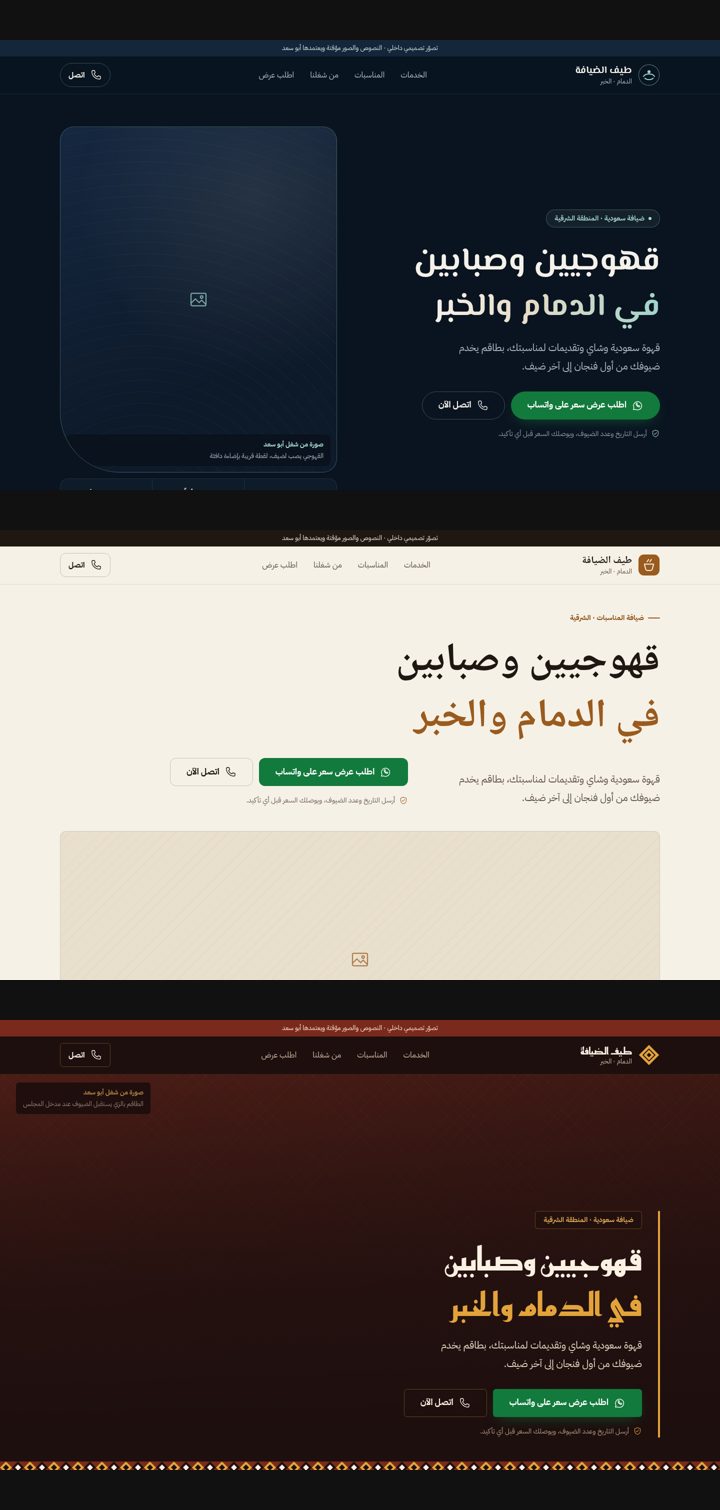 تصوّر تصميمي داخلي · النصوص والصور مؤقتة ويعتمدها أبو سعد
طيف الضيافة
الدمام · الخبر
الخدمات المناسبات من شغلنا اطلب عرض
اتصل
ضيافة سعودية · المنطقة الشرقية
قهوجيين وصبابين
في الدمام والخبر
قهوة سعودية وشاي وتقديمات لمناسبتك، بطاقم يخدم
ضيوفك من أول فنجان إلى آخر ضيف.
اطلب عرض سعر على واتساب
اتصل الآن
أرسل التاريخ وعدد الضيوف، ويوصلك السعر قبل أي تأكيد.
صورة من شغل أبو سعد
القهوجي يصب لضيف، لقطة قريبة بإضاءة دافئة
تصوّر تصميمي داخلي · النصوص والصور مؤقتة ويعتمدها أبو سعد
طيف الضيافة
الدمام · الخبر
الخدمات المناسبات من شغلنا اطلب عرض
اتصل
ضيافة المناسبات · الشرقية
قهوجيين وصبابين
في الدمام والخبر
قهوة سعودية وشاي وتقديمات لمناسبتك، بطاقم يخدم
ضيوفك من أول فنجان إلى آخر ضيف.
اطلب عرض سعر على واتساب
اتصل الآن
أرسل التاريخ وعدد الضيوف، ويوصلك السعر قبل أي تأكيد.
تصوّر تصميمي داخلي · النصوص والصور مؤقتة ويعتمدها أبو سعد
طيف الضيافة
الدمام · الخبر
الخدمات المناسبات من شغلنا اطلب عرض
اتصل
صورة من شغل أبو سعد
الطاقم بالزي يستقبل الضيوف عند مدخل المجلس
ضيافة سعودية · المنطقة الشرقية
قهوجيين وصبابين
في الدمام والخبر
قهوة سعودية وشاي وتقديمات لمناسبتك، بطاقم يخدم
ضيوفك من أول فنجان إلى آخر ضيف.
اطلب عرض سعر على واتساب
اتصل الآن
أرسل التاريخ وعدد الضيوف، ويوصلك السعر قبل أي تأكيد.